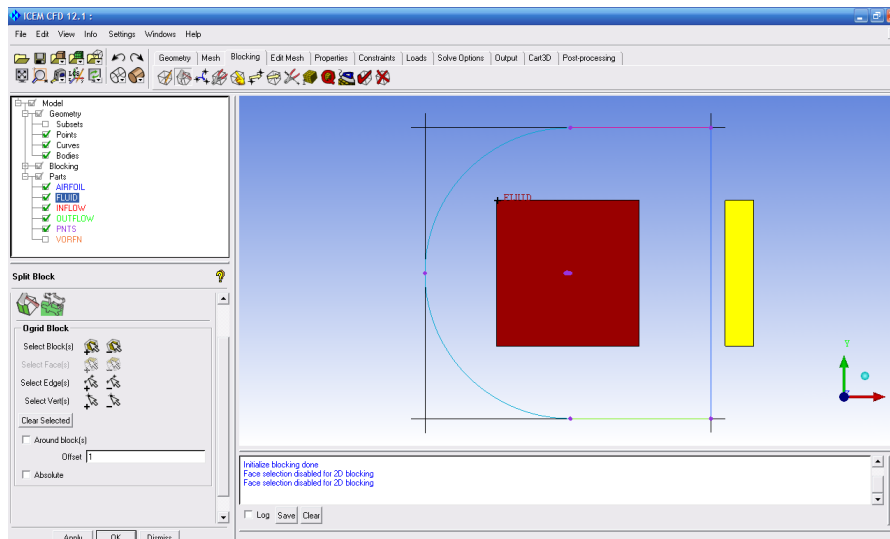 ICEM CFD 12.1 :
File Edit View Info Settings Windows Help
Geometry Mesh Blocking Edit Mesh Properties Constraints Loads Solve Options Output Cart3D Post-processing
Model
Geometry
Subsets
Points
Curves
Bodies
Blocking
Parts
AIRFOIL
FLUID
INFLOW
OUTFLOW
PNTS
VORFN
FLUID
Y
Split Block
?
Ogrid Block
Select Block(s)
Select Face(s)
Select Edge(s)
Select Vert(s)
Clear Selected
Around block(s)
Offset 1
Absolute
Apply OK Dismiss
Initialize blocking done
Face selection disabled for 2D blocking
Face selection disabled for 2D blocking
Log Save Clear